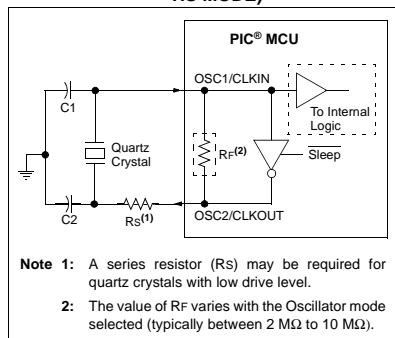 PIC® MCU
OSC1/CLKIN
C1
To Internal
Logic
Quartz
Crystal
RF(2)
Sleep
C2
RS(1)
OSC2/CLKOUT
Note 1: A series resistor (RS) may be required for
quartz crystals with low drive level.
2: The value of RF varies with the Oscillator mode
selected (typically between 2 MΩ to 10 MΩ).